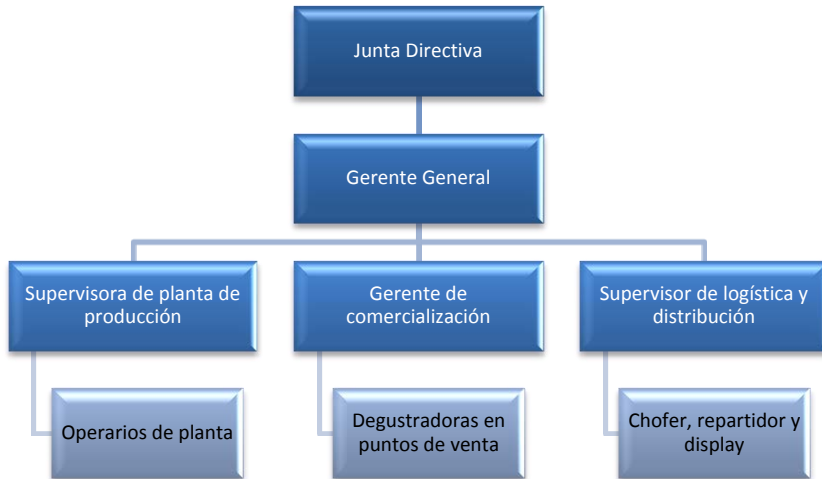 Junta Directiva
Gerente General
Supervisora de planta de
producción
Gerente de
comercialización
Supervisor de logística y
distribución
Operarios de planta
Degustradoras en
puntos de venta
Chofer, repartidor y
display